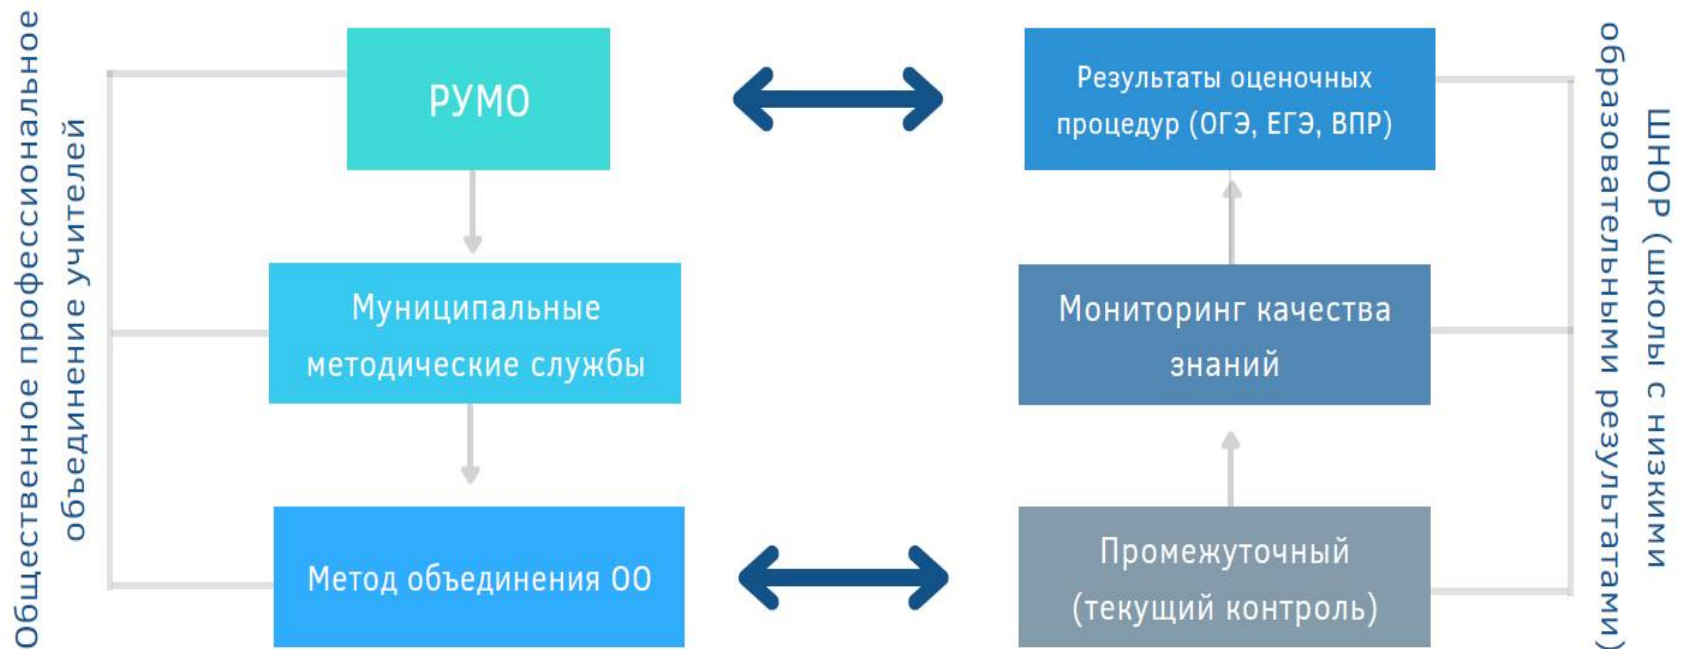 Общественное профессиональное
объединение учителей
РУМО
Муниципальные
методические службы
Метод объединения ОО
Результаты оценочных
процедур (ОГЭ, ЕГЭ, ВПР)
Мониторинг качества
знаний
Промежуточный
(текущий контроль)
ШНОР (школы с низкими
образовательными результатами)